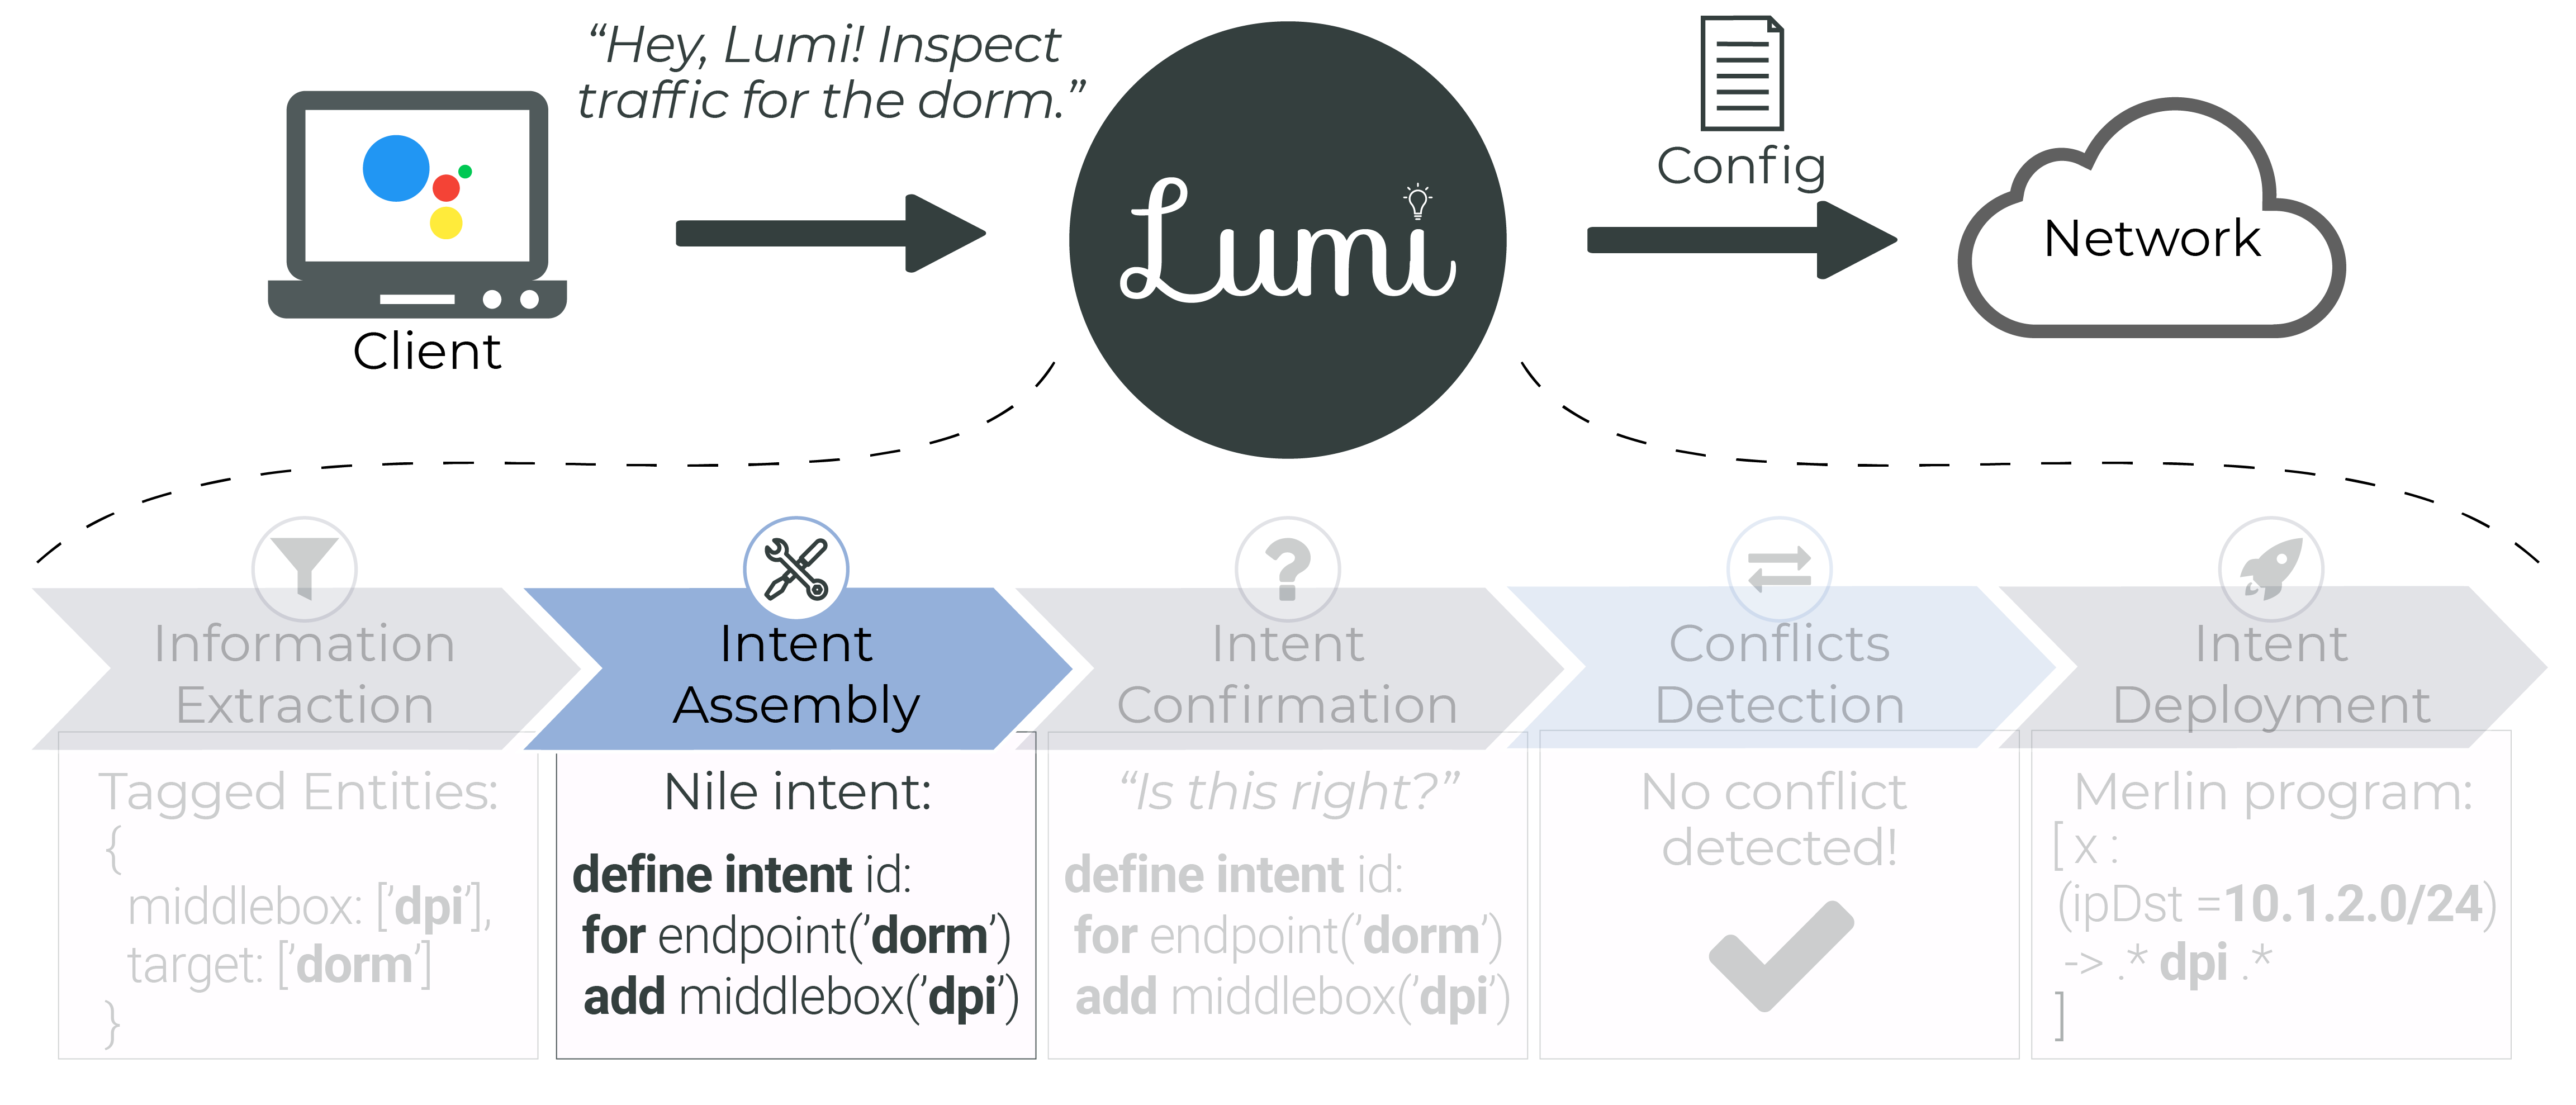 “Hey, Lumi! Inspect
traffic for the dorm.”
Client
Lumi
Config
Network
Information
Extraction
Tagged Entities:
{
middlebox: [’dpi’],
target: [’dorm’]
}
Intent
Assembly
Nile intent:
define intent id:
for endpoint(’dorm’)
add middlebox(’dpi’)
Intent
Confirmation
“Is this right?”
define intent id:
for endpoint(’dorm’)
add middlebox(’dpi’)
Conflicts
Detection
No conflict
detected!
Intent
Deployment
Merlin program:
[ x :
(ipDst =10.1.2.0/24)
-> .* dpi .*
]